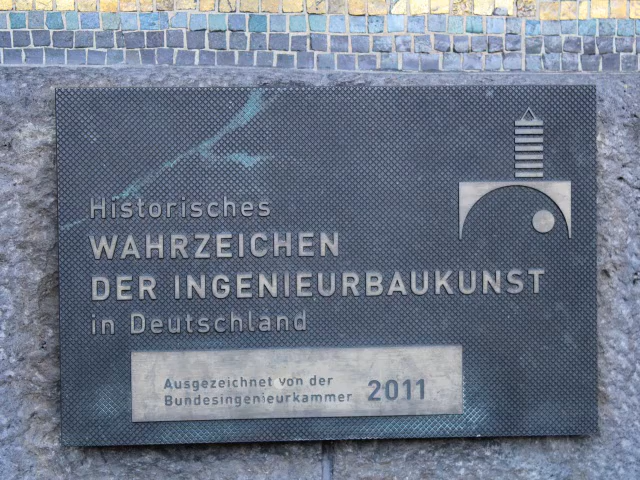 Historisches
WAHRZEICHEN
DER INGENIEURBAUKUNST
in Deutschland
Ausgezeichnet von der
Bundesingenieurkammer 2011